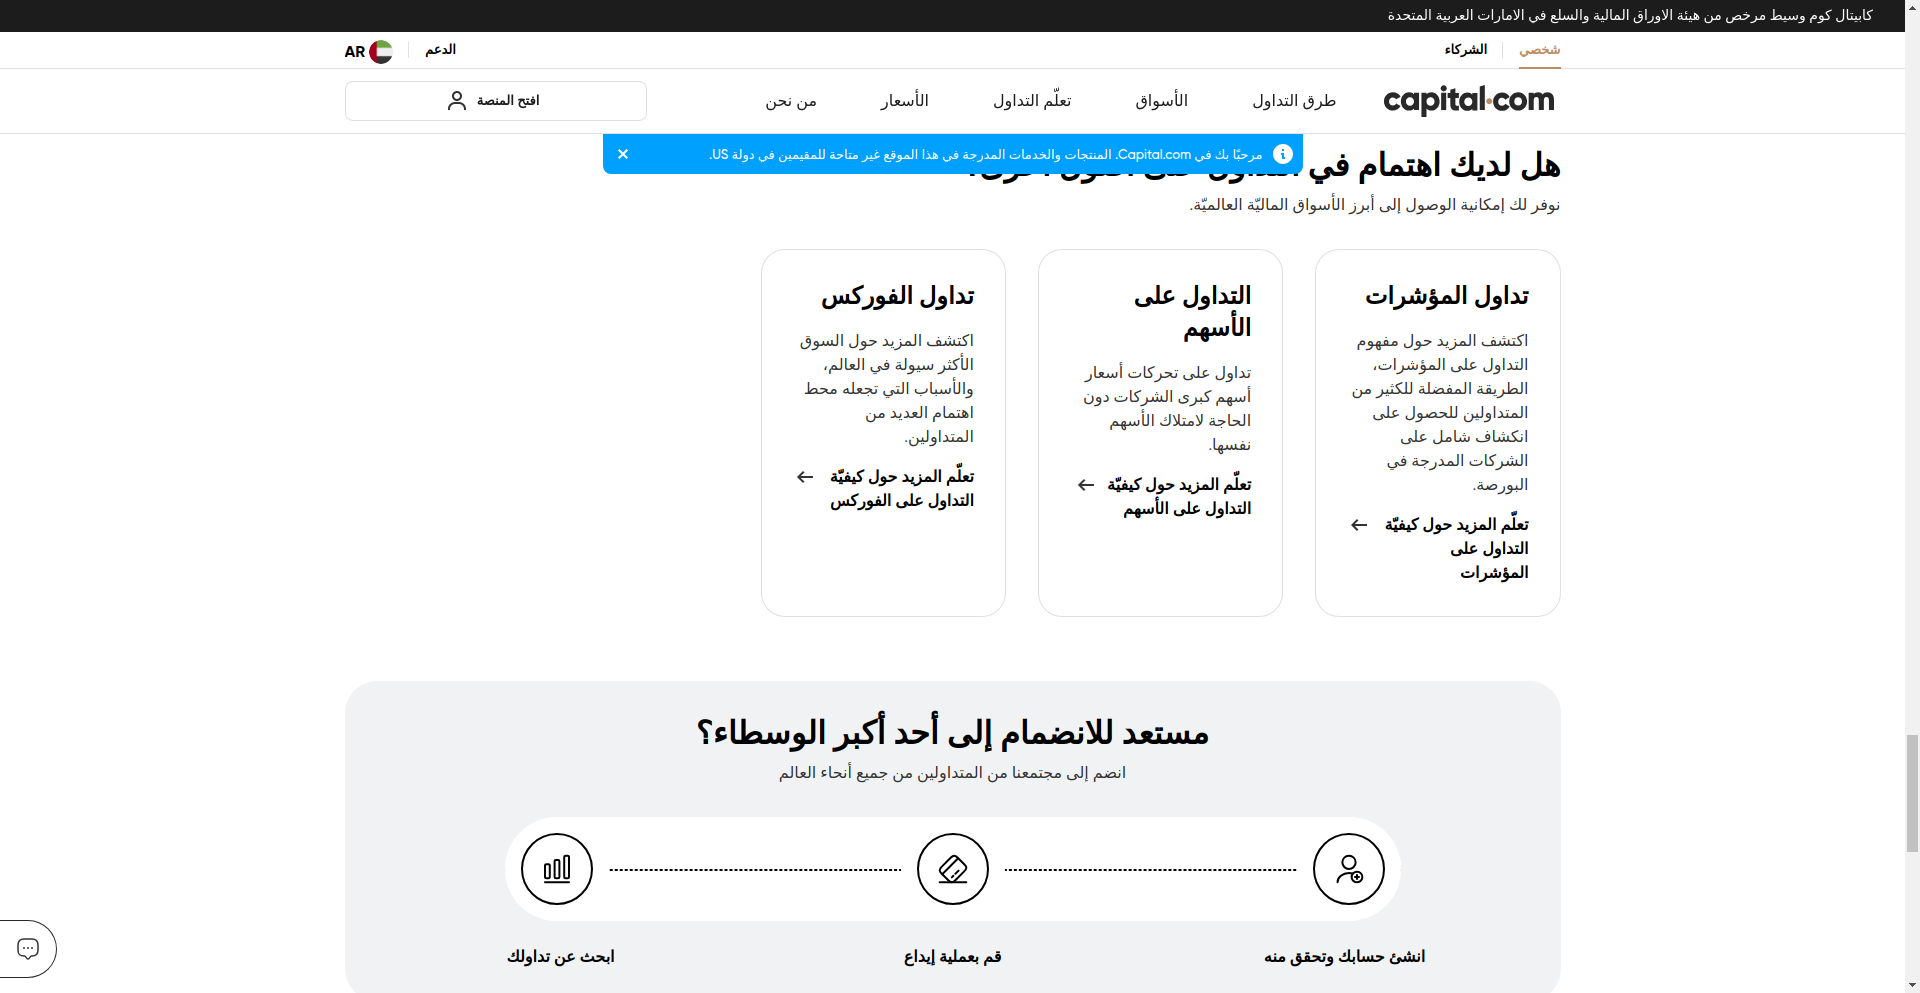 كابيتال كوم وسيط مرخص من هيئة الاوراق المالية والسلع في الامارات العربية المتحدة
شخصي
الشركاء
الدعم
AR
capital.com
طرق التداول
الأسواق
تعلّم التداول
الأسعار
من نحن
افتح المنصة
مرحبًا بك في Capital.com. المنتجات والخدمات المدرجة في هذا الموقع غير متاحة للمقيمين في دولة US.
هل لديك اهتمام في
نوفر لك إمكانية الوصول إلى أبرز الأسواق الماليّة العالميّة.
تداول المؤشرات
اكتشف المزيد حول مفهوم
التداول على المؤشرات،
الطريقة المفضلة للكثير من
المتداولين للحصول على
انكشاف شامل على
الشركات المدرجة في
البورصة.
تعلّم المزيد حول كيفيّة
التداول على
المؤشرات
التداول على
الأسهم
تداول على تحركات أسعار
أسهم كبرى الشركات دون
الحاجة لامتلاك الأسهم
نفسها.
تعلّم المزيد حول كيفيّة
التداول على الأسهم
تداول الفوركس
اكتشف المزيد حول السوق
الأكثر سيولة في العالم،
والأسباب التي تجعله محط
اهتمام العديد من
المتداولين.
تعلّم المزيد حول كيفيّة
التداول على الفوركس
مستعد للانضمام إلى أحد أكبر الوسطاء؟
انضم إلى مجتمعنا من المتداولين من جميع أنحاء العالم
انشئ حسابك وتحقق منه
قم بعملية إيداع
ابحث عن تداولك